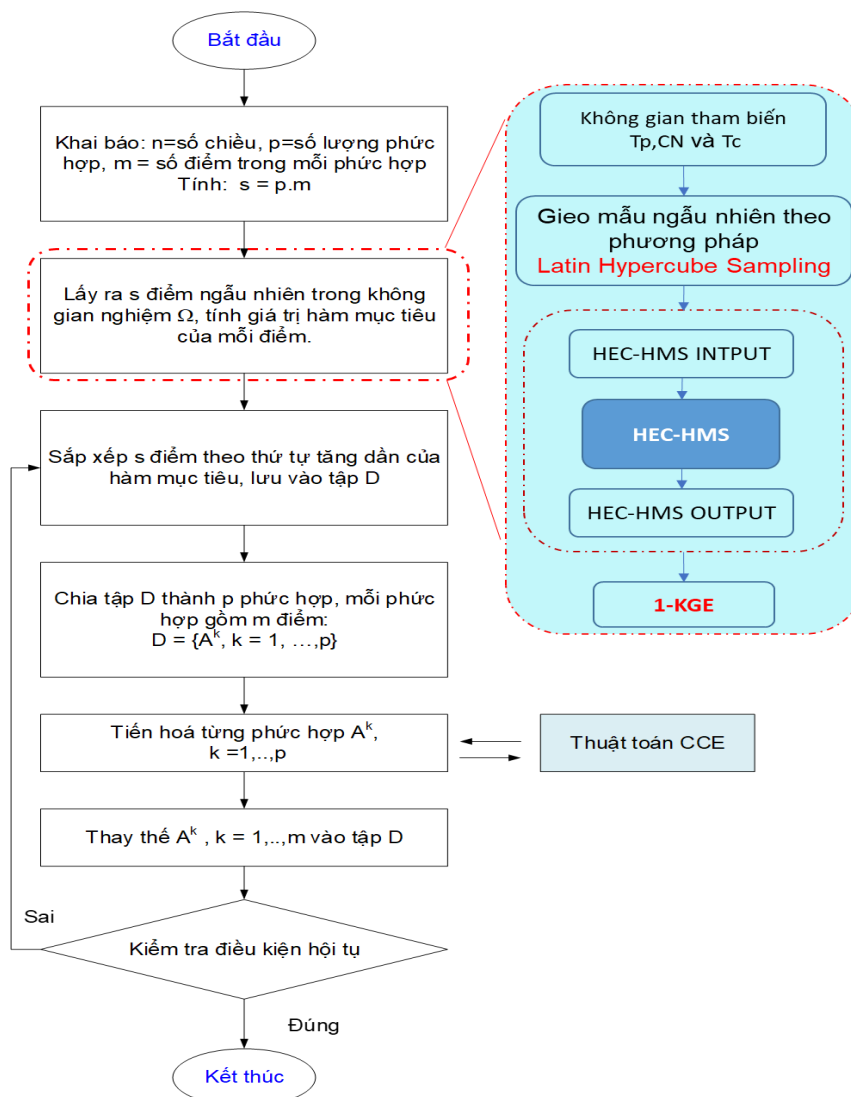 Bắt đầu
Khai báo: n=số chiều, p=số lượng phức
hợp, m = số điểm trong mỗi phức hợp
Tính: s = p.m
Lấy ra s điểm ngẫu nhiên trong không
gian nghiệm Ω, tính giá trị hàm mục tiêu
của mỗi điểm.
Sắp xếp s điểm theo thứ tự tăng dần của
hàm mục tiêu, lưu vào tập D
Chia tập D thành p phức hợp, mỗi phức
hợp gồm m điểm:
D = {A^k, k = 1, ...,p}
Tiến hoá từng phức hợp A^k,
k =1,..,p
Thuật toán CCE
Thay thế A^k , k = 1,..,m vào tập D
Sai
Kiểm tra điều kiện hội tụ
Đúng
Kết thúc
Không gian tham biến
Tp,CN và Tc
Gieo mẫu ngẫu nhiên theo
phương pháp
Latin Hypercube Sampling
HEC-HMS INTPUT
HEC-HMS
HEC-HMS OUTPUT
1-KGE